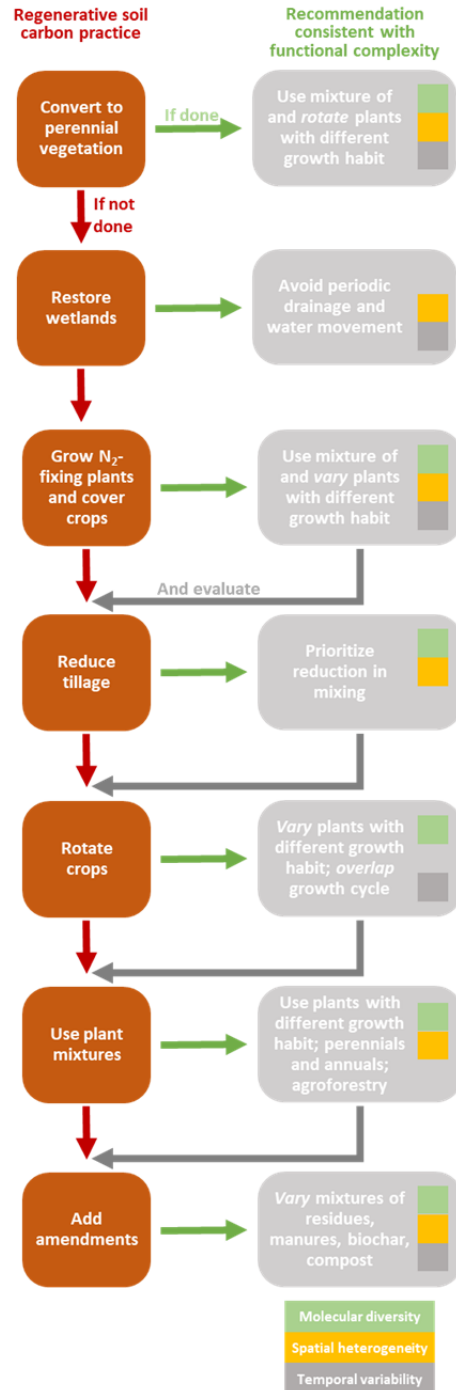 Regenerative soil
carbon practice
Recommendation
consistent with
functional complexity
Convert to
perennial
vegetation
If done
Use mixture of
and rotate plants
with different
growth habit
If not
done
Restore
wetlands
Avoid periodic
drainage and
water movement
Grow N₂-
fixing plants
and cover
crops
Use mixture of
and vary plants
with different
growth habit
And evaluate
Reduce
tillage
Prioritize
reduction in
mixing
Rotate
crops
Vary plants with
different growth
habit; overlap
growth cycle
Use plant
mixtures
Use plants with
different growth
habit; perennials
and annuals;
agroforestry
Add
amendments
Vary mixtures of
residues,
manures, biochar,
compost
Molecular diversity
Spatial heterogeneity
Temporal variability